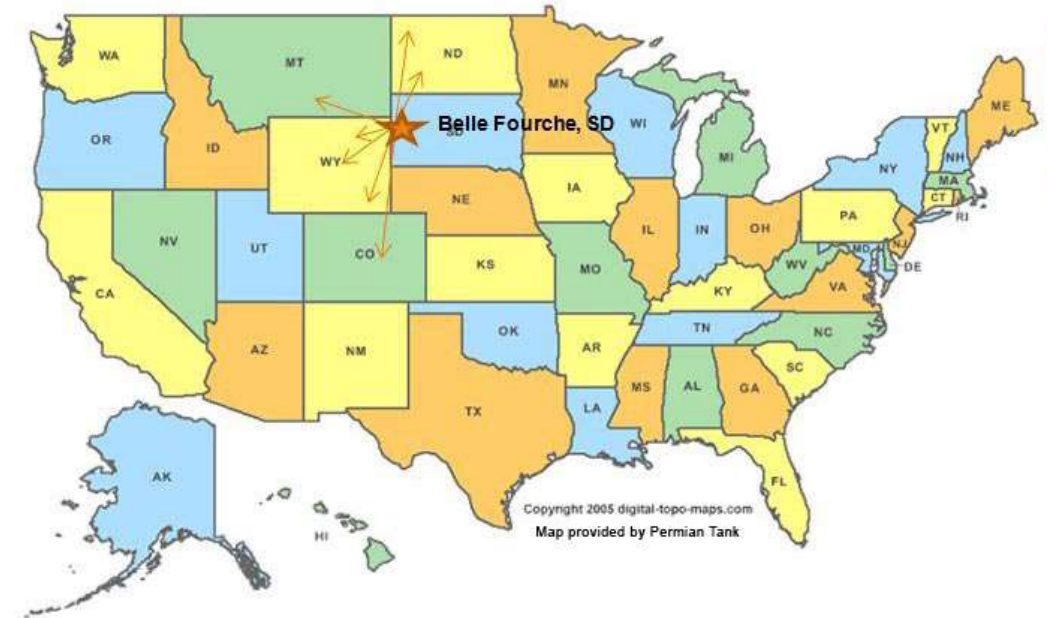 WA
MT
ND
MN
ME
OR
ID
WY
SD
Belle Fourche, SD
WI
MI
NY
VT
NH
MA
CT
RI
NV
UT
CO
NE
IA
IL
IN
OH
PA
NJ
MD
DE
CA
KS
MO
WV
VA
KY
AZ
NM
OK
AR
TN
NC
SC
TX
LA
MS
AL
GA
FL
AK
HI
Copyright 2005 digital-topo-maps.com
Map provided by Permian Tank